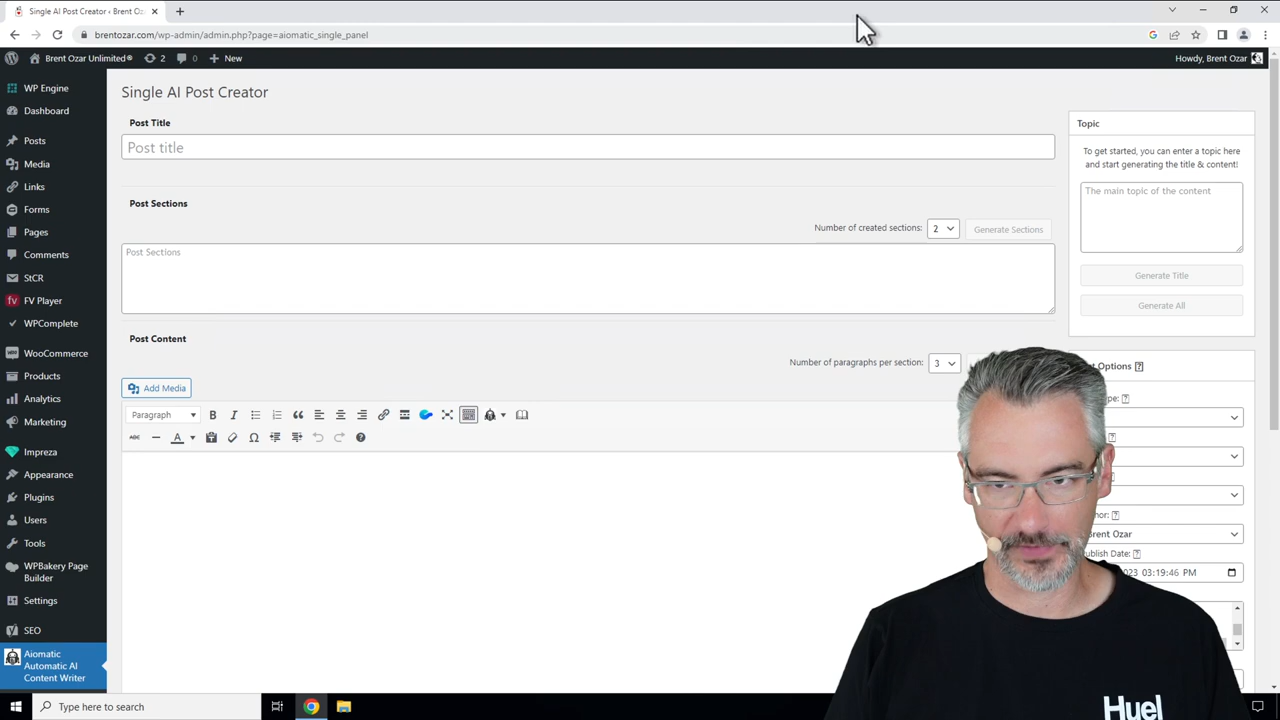 Single AI Post Creator ‹ Brent Oz
brentozar.com/wp-admin/admin.php?page=aiomatic_single_panel
Brent Ozar Unlimited®
2
0
New
Howdy, Brent Ozar
WP Engine
Dashboard
Posts
Media
Links
Forms
Pages
Comments
StCR
FV Player
WPComplete
WooCommerce
Products
Analytics
Marketing
Impreza
Appearance
Plugins
Users
Tools
WPBakery Page
Builder
Settings
SEO
Aiomatic
Automatic AI
Content Writer
Single AI Post Creator
Post Title
Post title
Post Sections
Number of created sections:
2
Generate Sections
Post Sections
Post Content
Number of paragraphs per section:
3
Add Media
Paragraph
B
I
ABC
A
Topic
To get started, you can enter a topic here
and start generating the title & content!
The main topic of the content
Generate Title
Generate All
Options [?]
pe: [?]
[?]
hor: [?]
Brent Ozar
ublish Date: [?]
023 03:19:46 PM
Huel
Type here to search